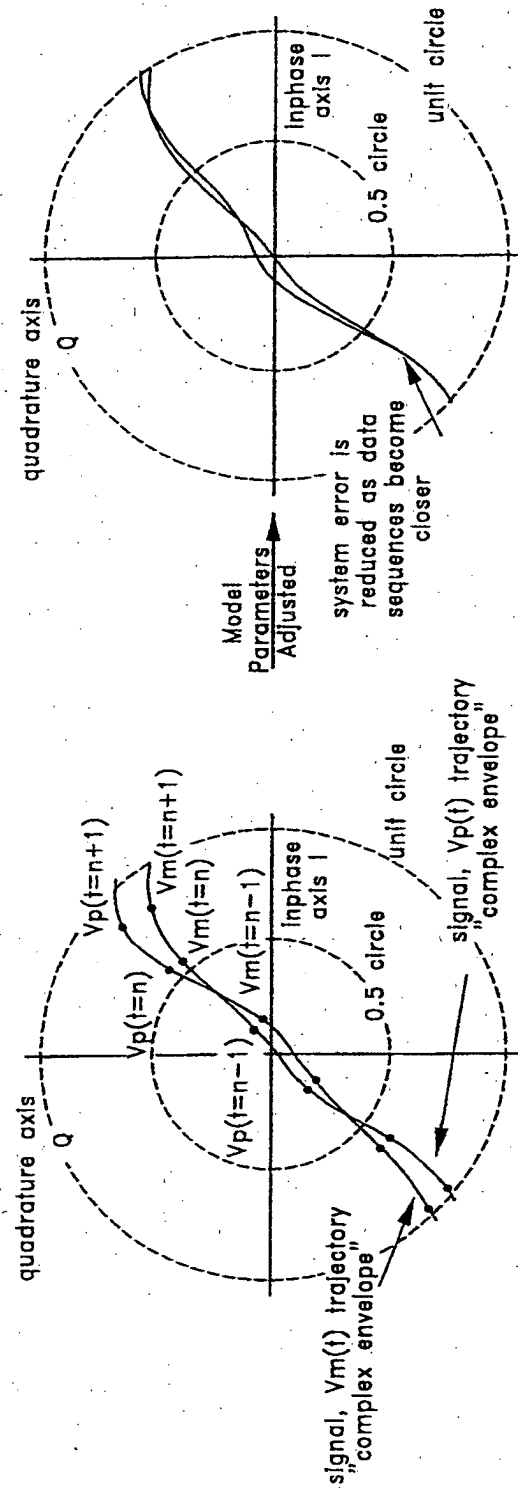 quadrature axis
Q
Vp(t=n+1)
Vm(t=n+1)
Vp(t=n)
Vm(t=n)
Vp(t=n-1)
Vm(t=n-1)
Inphase
axis I
0.5 circle
unit circle
signal, Vm(t) trajectory
"complex envelope"
signal, Vp(t) trajectory
"complex envelope"
Model
Parameters
Adjusted
system error is
reduced as data
sequences become
closer
quadrature axis
Q
Inphase
axis I
0.5 circle
unit circle